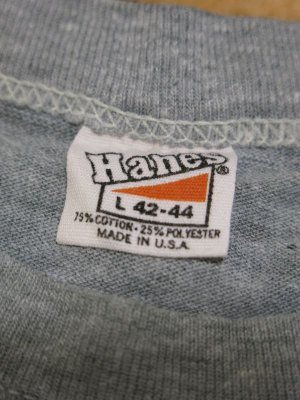 Hanes®
L 42-44
75% COTTON · 25% POLYESTER
MADE IN U.S.A.